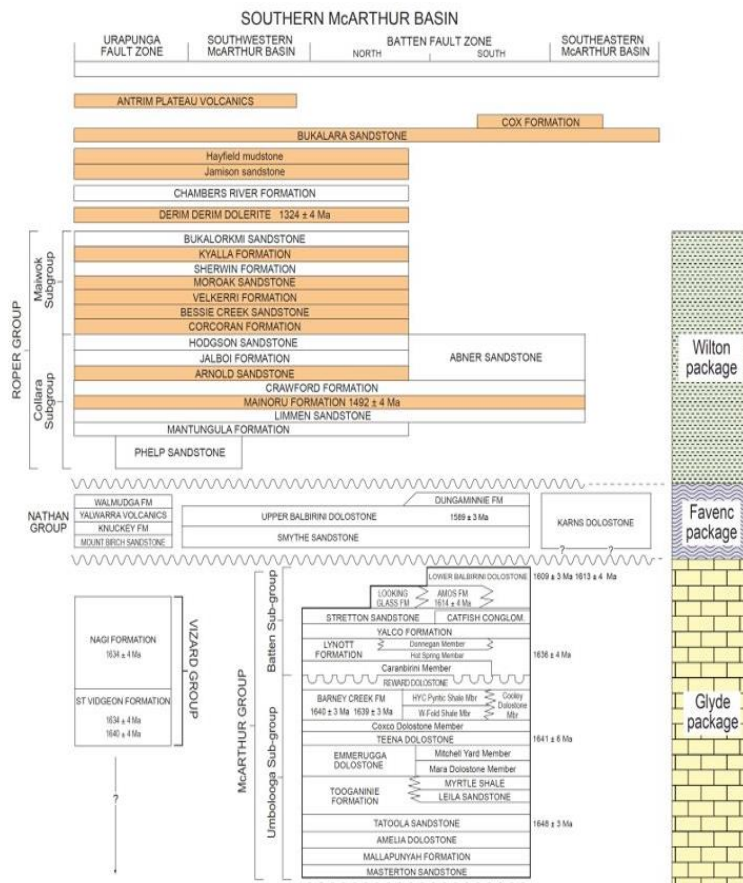 SOUTHERN McARTHUR BASIN
URAPUNGA
FAULT ZONE
SOUTHWESTERN
McARTHUR BASIN
BATTEN FAULT ZONE
NORTH
SOUTH
SOUTHEASTERN
McARTHUR BASIN
ANTRIM PLATEAU VOLCANICS
COX FORMATION
BUKALARA SANDSTONE
Hayfield mudstone
Jamison sandstone
CHAMBERS RIVER FORMATION
DERIM DERIM DOLERITE 1324 ± 4 Ma
ROPER GROUP
Maiwok
Subgroup
BUKALORKMI SANDSTONE
KYALLA FORMATION
SHERWIN FORMATION
MOROAK SANDSTONE
VELKERRI FORMATION
BESSIE CREEK SANDSTONE
CORCORAN FORMATION
Collara
Subgroup
HODGSON SANDSTONE
JALBOI FORMATION
ARNOLD SANDSTONE
ABNER SANDSTONE
CRAWFORD FORMATION
MAINORU FORMATION 1492 ± 4 Ma
LIMMEN SANDSTONE
MANTUNGULA FORMATION
PHELP SANDSTONE
Wilton
package
NATHAN
GROUP
WALMUDGA FM
YALWARRA VOLCANICS
KNUCKEY FM
MOUNT BIRCH SANDSTONE
DUNGAMINNIE FM
UPPER BALBIRINI DOLOSTONE
1589 ± 3 Ma
SMYTHE SANDSTONE
KARNS DOLOSTONE
? ?
Favenc
package
VIZARD GROUP
NAGI FORMATION
1634 ± 4 Ma
ST VIDGEON FORMATION
1634 ± 4 Ma
1640 ± 4 Ma
?
McARTHUR GROUP
Batten Sub-group
LOWER BALBIRINI DOLOSTONE
1609 ± 3 Ma 1613 ± 4 Ma
LOOKING
GLASS FM
AMOS FM
1614 ± 4 Ma
STRETTON SANDSTONE
CATFISH CONGLOM.
YALCO FORMATION
LYNOTT
FORMATION
Donnegan Member
Hot Spring Member
Caranbirini Member
1636 ± 4 Ma
REWARD DOLOSTONE
Umbolooga Sub-group
BARNEY CREEK FM
1640 ± 3 Ma 1639 ± 3 Ma
HYC Pyritic Shale Mbr
W.Fold Shale Mbr
Cooley
Dolostone
Mbr
Coxco Dolostone Member
TEENA DOLOSTONE
1641 ± 6 Ma
EMMERUGGA
DOLOSTONE
Mitchell Yard Member
Mara Dolostone Member
TOOGANINIE
FORMATION
MYRTLE SHALE
LEILA SANDSTONE
TATOOLA SANDSTONE
1648 ± 3 Ma
AMELIA DOLOSTONE
MALLAPUNYAH FORMATION
MASTERTON SANDSTONE
Glyde
package